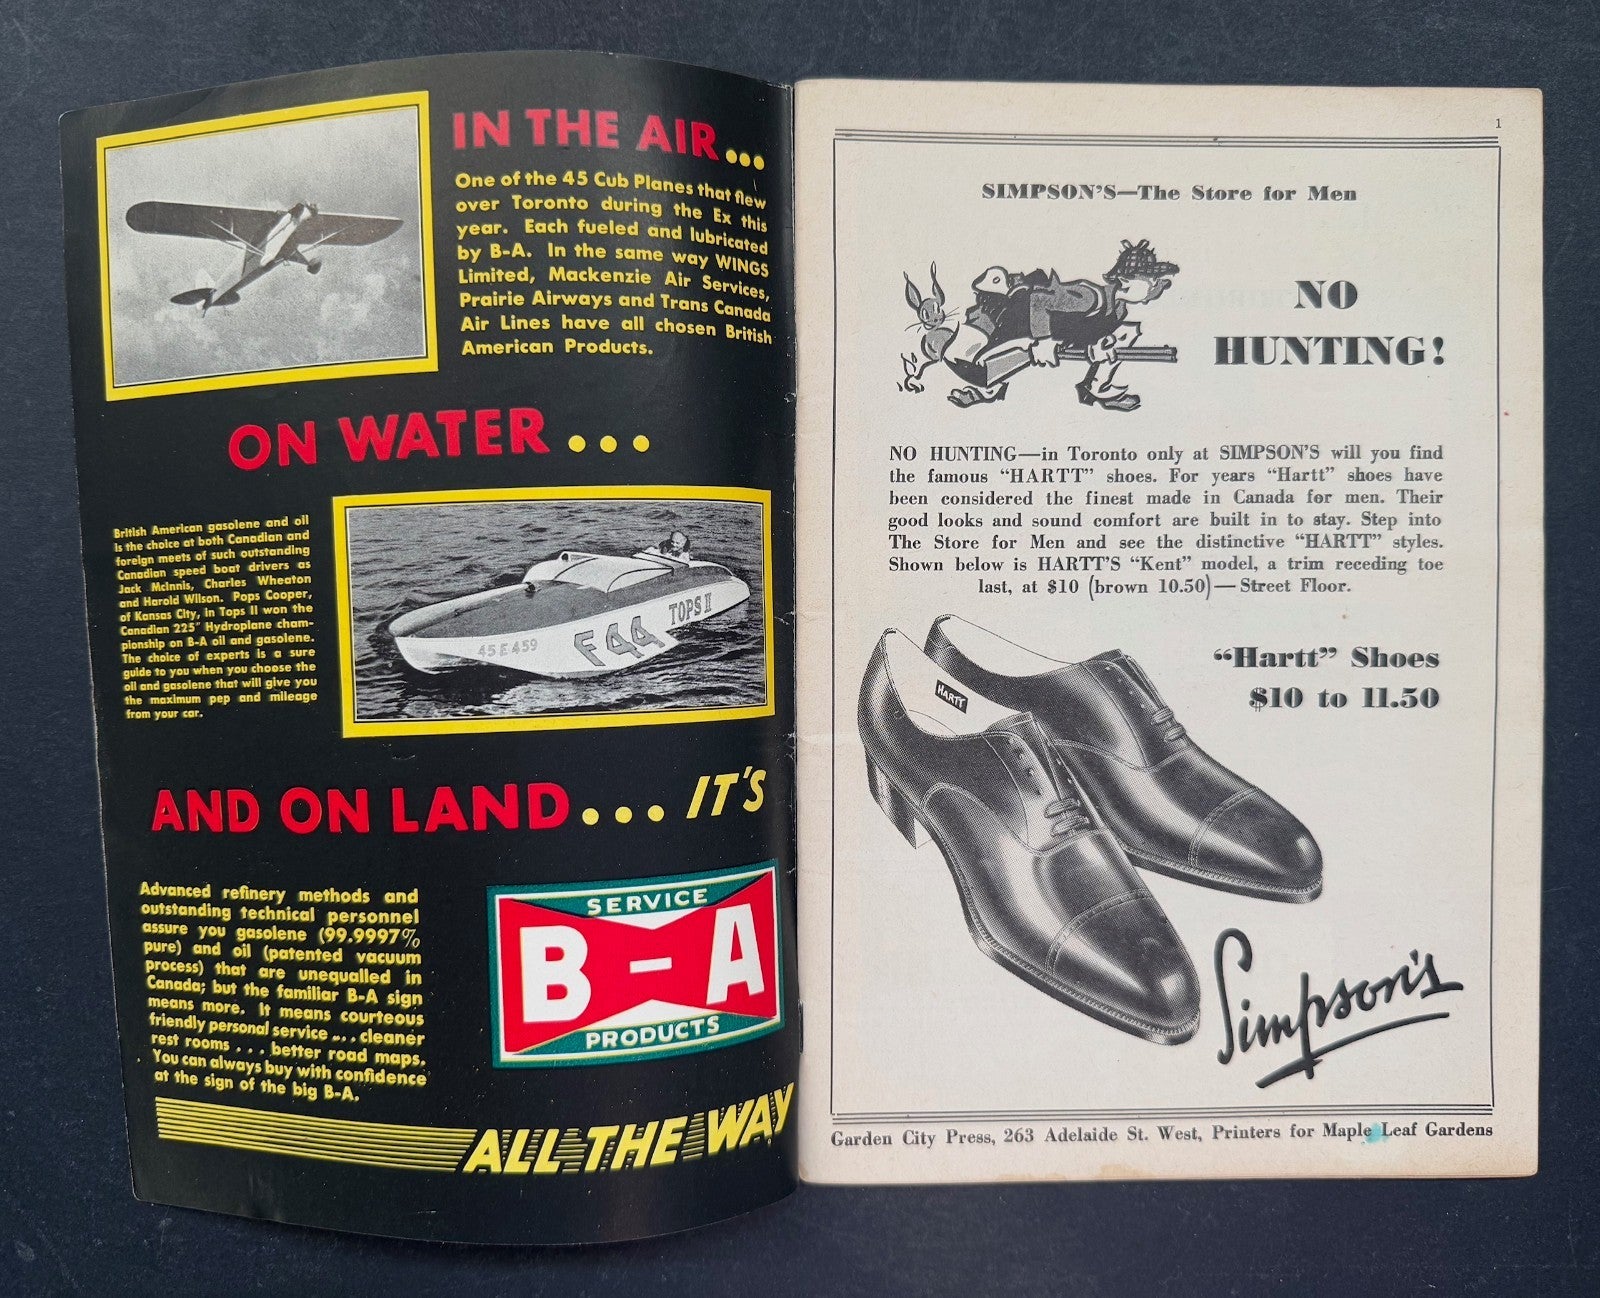 IN THE AIR...
One of the 45 Cub Planes that flew
over Toronto during the Ex this
year. Each fueled and lubricated
by B-A. In the same way WINGS
Limited, Mackenzie Air Services,
Prairie Airways and Trans Canada
Air Lines have all chosen British
American Products.
ON WATER...
British American gasolene and oil
is the choice at both Canadian and
foreign meets of such outstanding
Canadian speed boat drivers as
Jack McInnis, Charles Wheaton
and Harold Wilson. Pops Cooper,
of Kansas City, in Tops II won the
Canadian 225" Hydroplane cham-
pionship on B-A oil and gasolene.
The choice of experts is a sure
guide to you when you choose the
oil and gasolene that will give you
the maximum pep and mileage
from your car.
45 E 459
F 44
TOPS II
AND ON LAND... IT'S
Advanced refinery methods and
outstanding technical personnel
assure you gasolene (99.9997%
pure) and oil (patented vacuum
process) that are unequalled in
Canada; but the familiar B-A sign
means more. It means courteous
friendly personal service ... cleaner
rest rooms . . . better road maps.
You can always buy with confidence
at the sign of the big B-A.
SERVICE
B-A
PRODUCTS
ALL THE WAY
1
SIMPSON'S—The Store for Men
NO
HUNTING!
NO HUNTING—in Toronto only at SIMPSON'S will you find
the famous "HARTT" shoes. For years "Hartt" shoes have
been considered the finest made in Canada for men. Their
good looks and sound comfort are built in to stay. Step into
The Store for Men and see the distinctive "HARTT" styles.
Shown below is HARTT'S "Kent" model, a trim receding toe
last, at $10 (brown 10.50)—Street Floor.
"Hartt" Shoes
$10 to 11.50
HARTT
Simpson's
Garden City Press, 263 Adelaide St. West, Printers for Maple Leaf Gardens